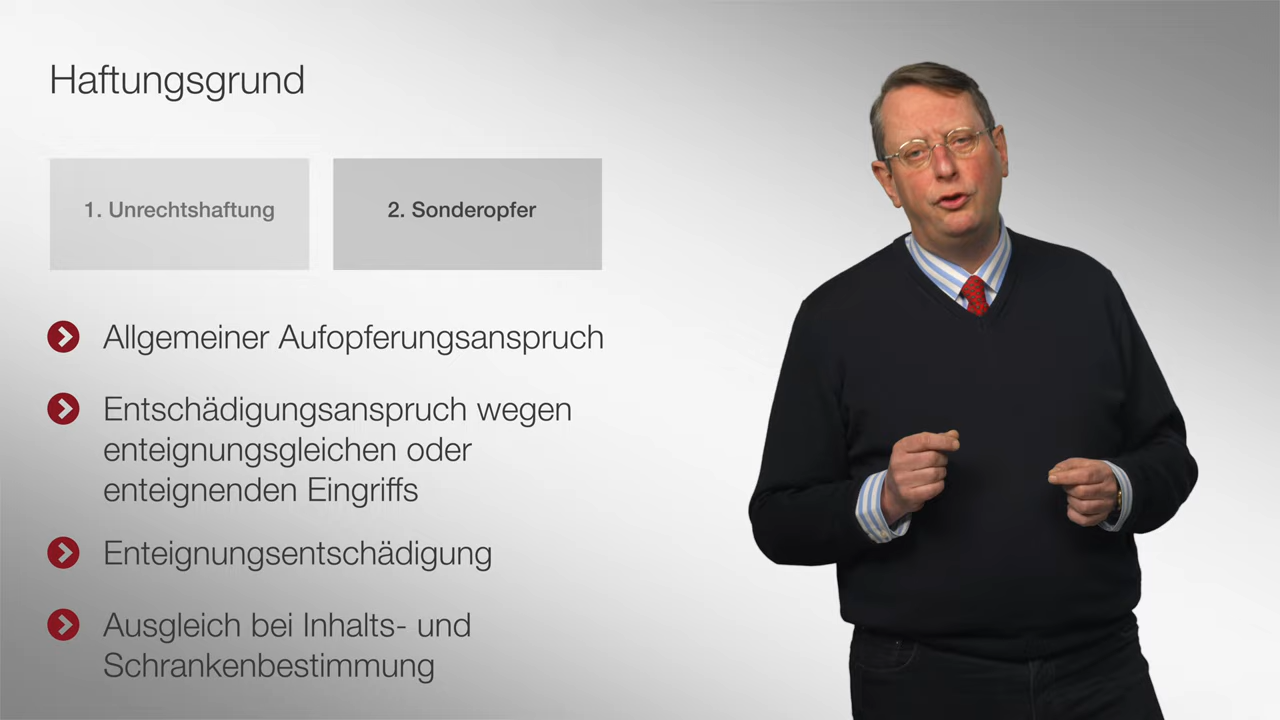 Haftungsgrund
1. Unrechtshaftung
2. Sonderopfer
Allgemeiner Aufopferungsanspruch
Entschädigungsanspruch wegen
enteignungsgleichen oder
enteignenden Eingriffs
Enteignungsentschädigung
Ausgleich bei Inhalts- und
Schrankenbestimmung